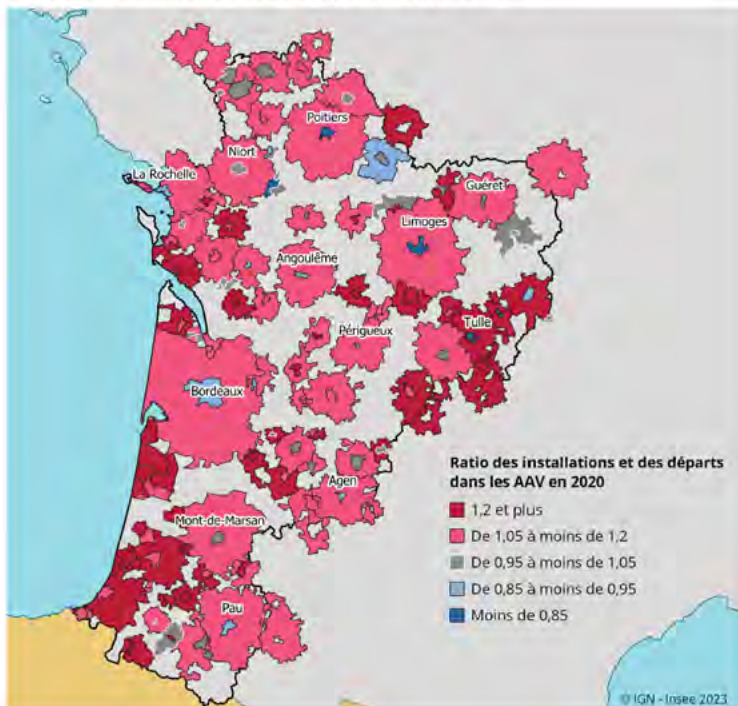 Poitiers
Niort
La Rochelle
Guéret
Limoges
Angoulême
Périgueux
Tulle
Bordeaux
Agen
Mont-de-Marsan
Pau
Ratio des installations et des départs
dans les AAV en 2020
1,2 et plus
De 1,05 à moins de 1,2
De 0,95 à moins de 1,05
De 0,85 à moins de 0,95
Moins de 0,85
© IGN - Insee 2023